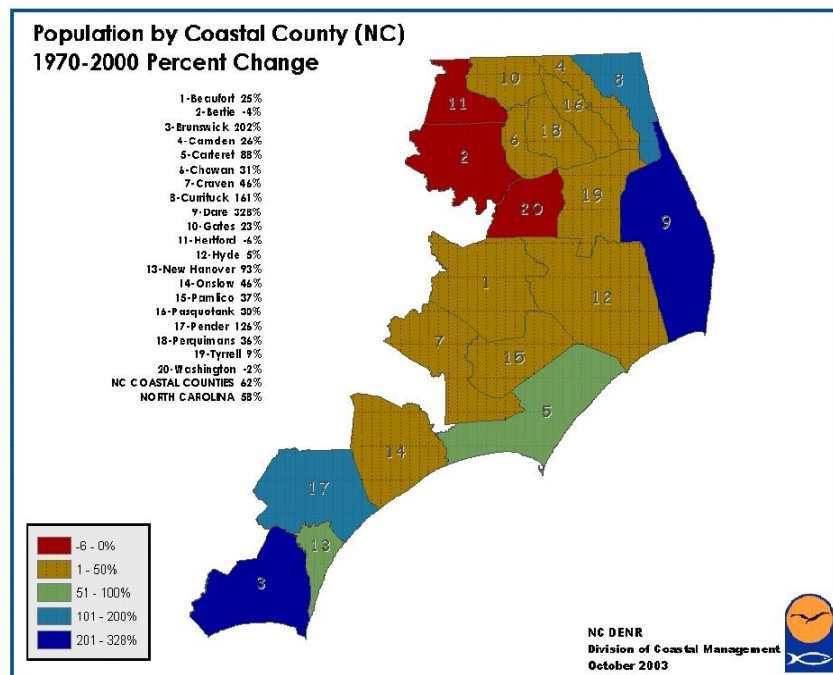 Population by Coastal County (NC)
1970-2000 Percent Change
1-Beaufort 25%
2-Bertie -4%
3-Brunswick 202%
4-Camden 26%
5-Carteret 88%
6-Chowan 31%
7-Craven 46%
8-Currituck 161%
9-Dare 328%
10-Gates 23%
11-Hertford -6%
12-Hyde 5%
13-New Hanover 93%
14-Onslow 46%
15-Pamlico 37%
16-Pasquotank 30%
17-Pender 126%
18-Perquimans 36%
19-Tyrrell 9%
20-Washington -2%
NC COASTAL COUNTIES 62%
NORTH CAROLINA 58%
4
8
10
11
16
18
6
2
19
20
9
1
12
7
15
5
14
17
13
3
-6 - 0%
1 - 50%
51 - 100%
101 - 200%
201 - 328%
NC DENR
Division of Coastal Management
October 2003